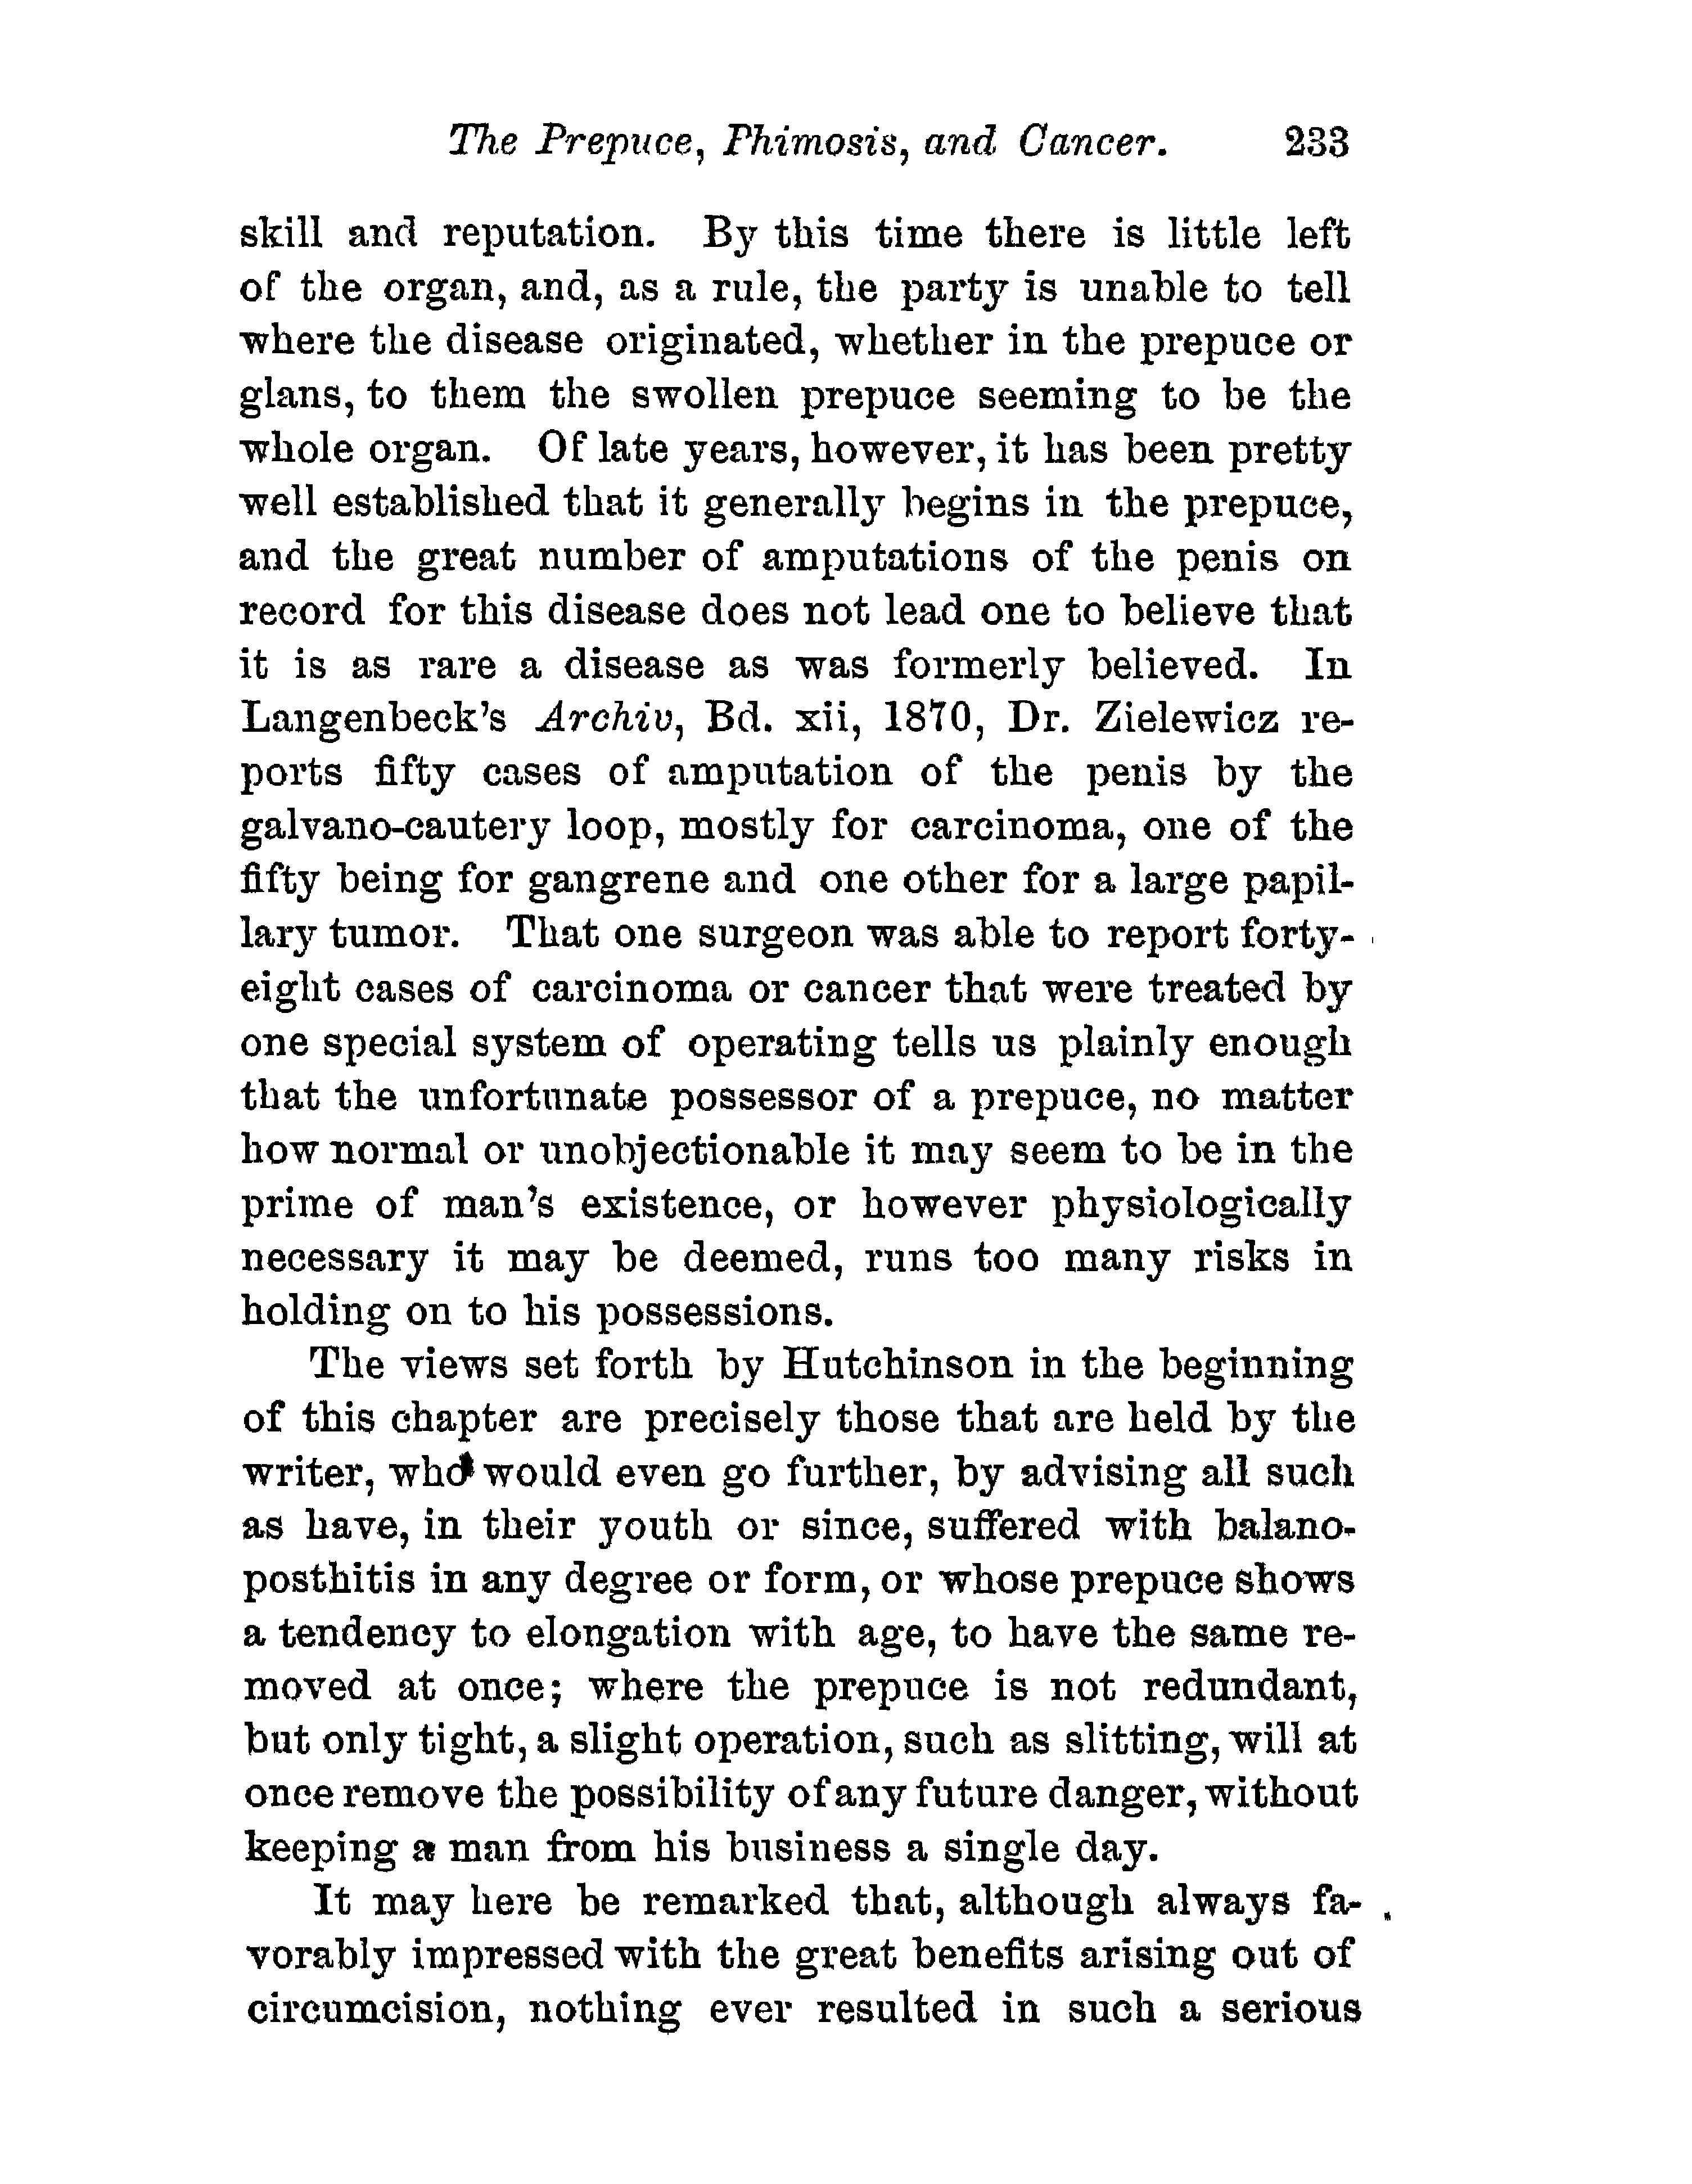 The Prepuce, Phimosis, and Cancer. 233
skill and reputation. By this time there is little left
of the organ, and, as a rule, the party is unable to tell
where the disease originated, whether in the prepuce or
glans, to them the swollen prepuce seeming to be the
whole organ. Of late years, however, it has been pretty
well established that it generally begins in the prepuce,
and the great number of amputations of the penis on
record for this disease does not lead one to believe that
it is as rare a disease as was formerly believed. In
Langenbeck's Archiv, Bd. xii, 1870, Dr. Zielewicz re-
ports fifty cases of amputation of the penis by the
galvano-cautery loop, mostly for carcinoma, one of the
fifty being for gangrene and one other for a large papil-
lary tumor. That one surgeon was able to report forty-
eight cases of carcinoma or cancer that were treated by
one special system of operating tells us plainly enough
that the unfortunate possessor of a prepuce, no matter
how normal or unobjectionable it may seem to be in the
prime of man's existence, or however physiologically
necessary it may be deemed, runs too many risks in
holding on to his possessions.
The views set forth by Hutchinson in the beginning
of this chapter are precisely those that are held by the
writer, who would even go further, by advising all such
as have, in their youth or since, suffered with balano-
posthitis in any degree or form, or whose prepuce shows
a tendency to elongation with age, to have the same re-
moved at once; where the prepuce is not redundant,
but only tight, a slight operation, such as slitting, will at
once remove the possibility of any future danger, without
keeping a man from his business a single day.
It may here be remarked that, although always fa-
vorably impressed with the great benefits arising out of
circumcision, nothing ever resulted in such a serious